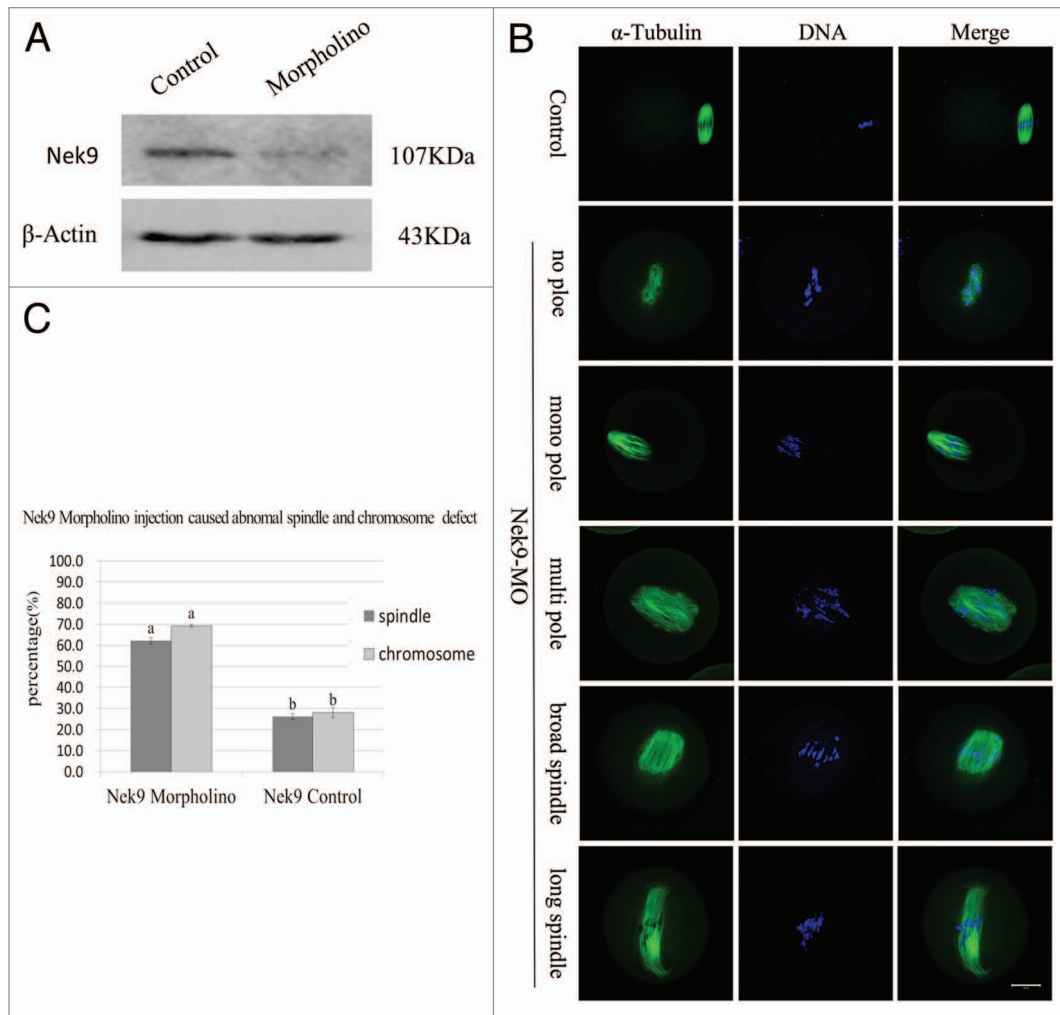 A
Control Morpholino
Nek9 107KDa
β-Actin 43KDa
B
α-Tubulin DNA Merge
Control
no ploe
mono pole
multi pole
broad spindle
long spindle
Nek9-MO
C
Nek9 Morpholino injection caused abnomal spindle and chromosome defect
percentage(%)
100.0
90.0
80.0
70.0
60.0
50.0
40.0
30.0
20.0
10.0
0.0
a a
b b
spindle
chromosome
Nek9 Morpholino Nek9 Control